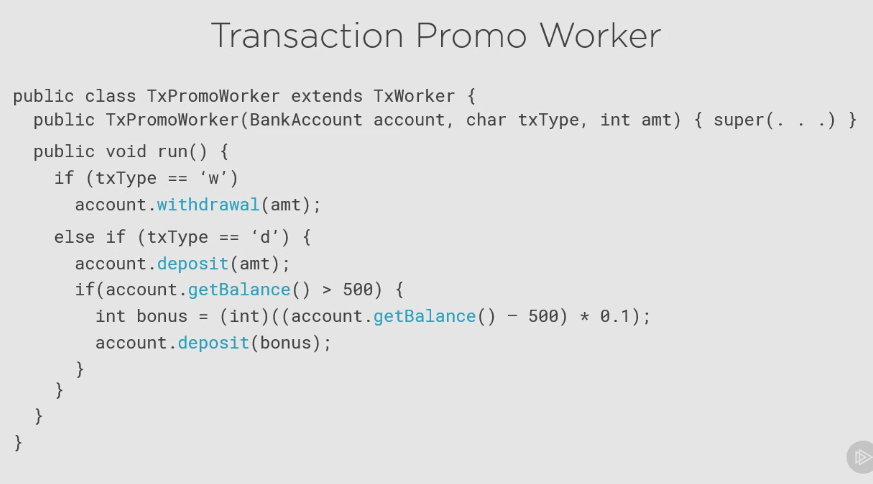 Transaction Promo Worker
public class TxPromoWorker extends TxWorker {
public TxPromoWorker(BankAccount account, char txType, int amt) { super(. . .) }
public void run() {
if (txType == ‘w’)
account.withdrawal(amt);
else if (txType == ‘d’) {
account.deposit(amt);
if(account.getBalance() > 500) {
int bonus = (int)((account.getBalance() – 500) * 0.1);
account.deposit(bonus);
}
}
}
}